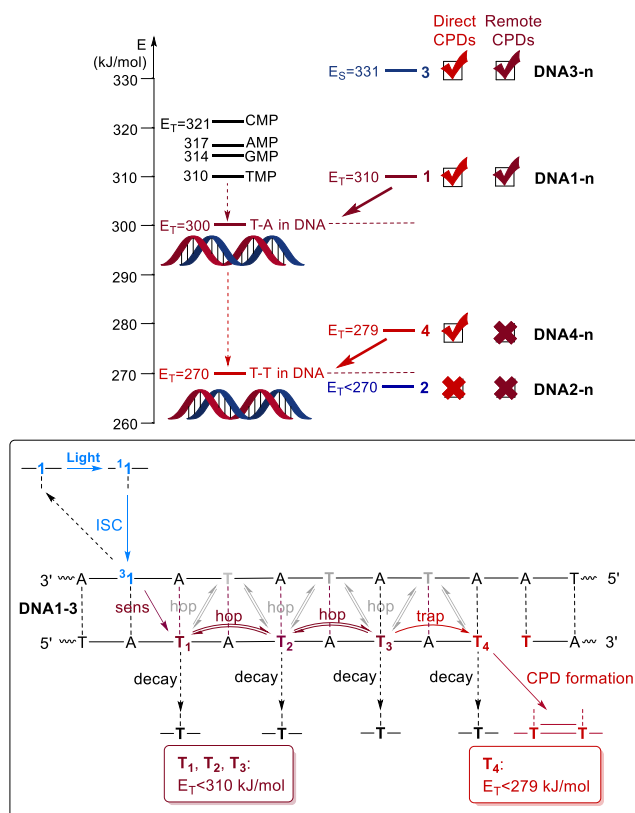 E
(kJ/mol)
Direct CPDs
Remote CPDs
330
E_S=331
3
DNA3-n
320
E_T=321
CMP
317
AMP
314
GMP
310
310
TMP
E_T=310
1
DNA1-n
300
E_T=300
T-A in DNA
290
280
E_T=279
4
DNA4-n
270
E_T=270
T-T in DNA
E_T<270
2
DNA2-n
260
1
Light
¹1
ISC
3'
A
³1
A
T
A
T
A
T
A
A
T
5'
DNA1-3
sens
hop
hop
hop
hop
hop
trap
5'
T
A
T₁
A
T₂
A
T₃
A
T₄
T
A
3'
decay
decay
decay
decay
CPD formation
T
T
T
T
T
T
T₁, T₂, T₃:
E_T<310 kJ/mol
T₄:
E_T<279 kJ/mol